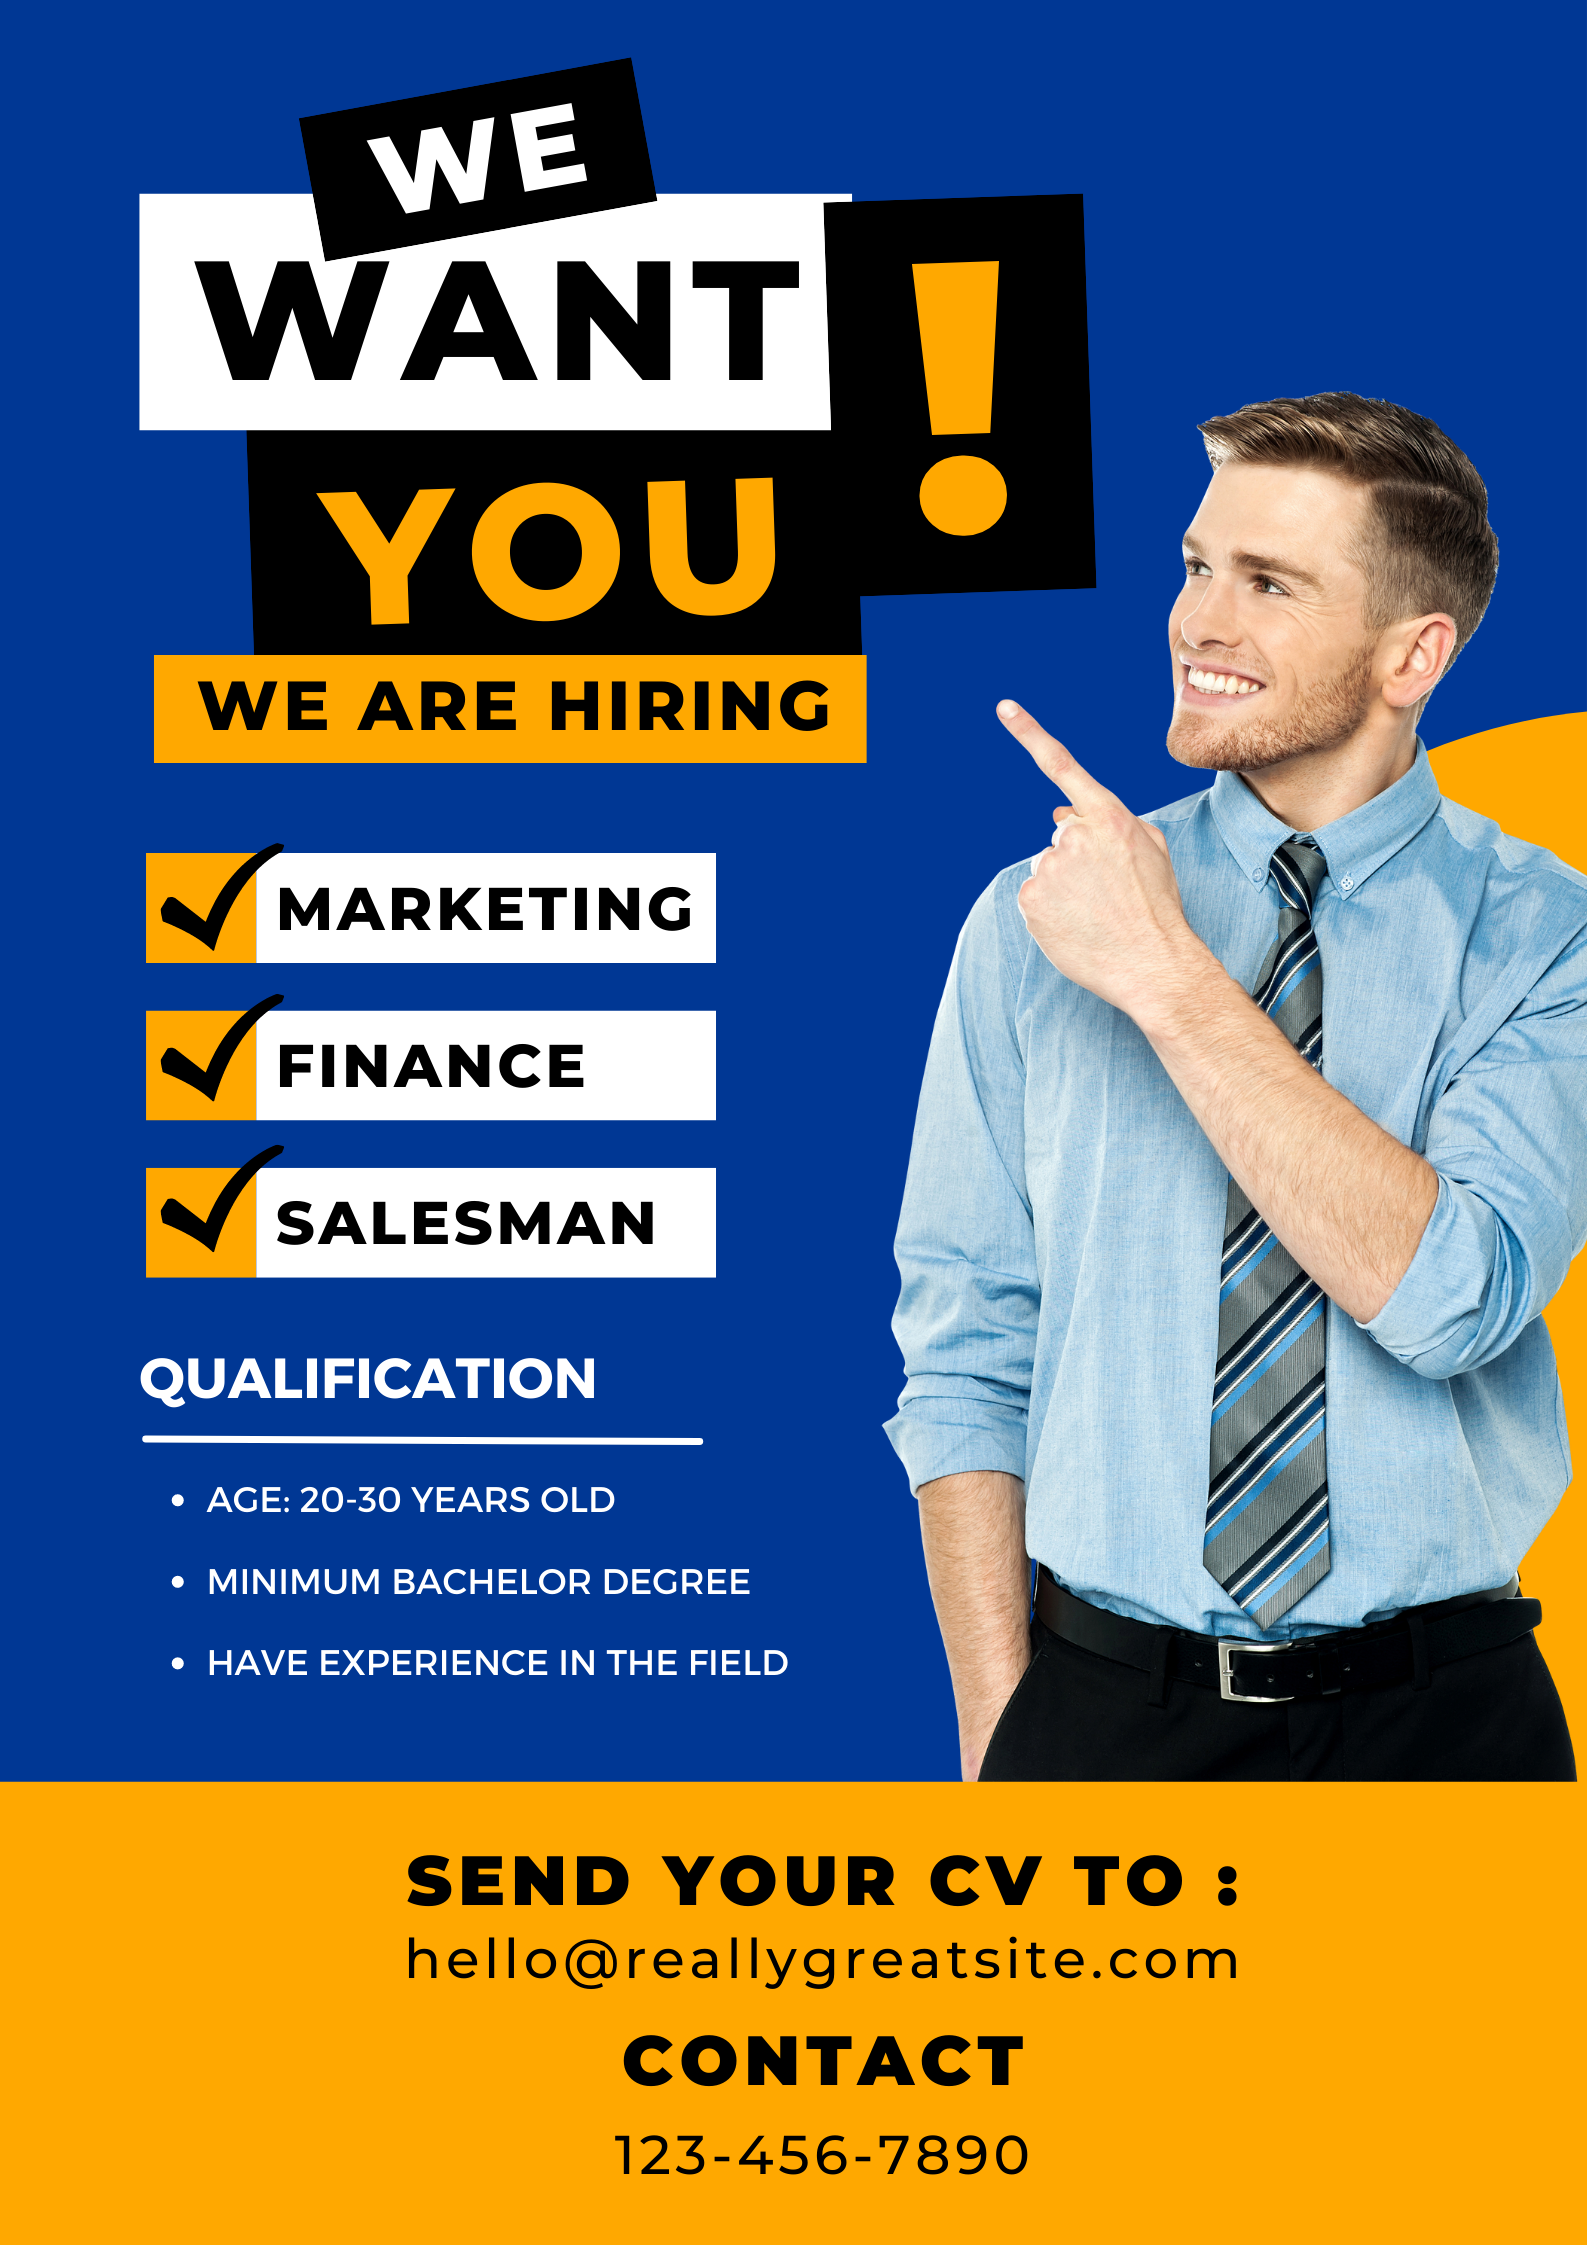 WE
WANT
YOU !
WE ARE HIRING
MARKETING
FINANCE
SALESMAN
QUALIFICATION
• AGE: 20-30 YEARS OLD
• MINIMUM BACHELOR DEGREE
• HAVE EXPERIENCE IN THE FIELD
SEND YOUR CV TO :
hello@reallygreatsite.com
CONTACT
123-456-7890